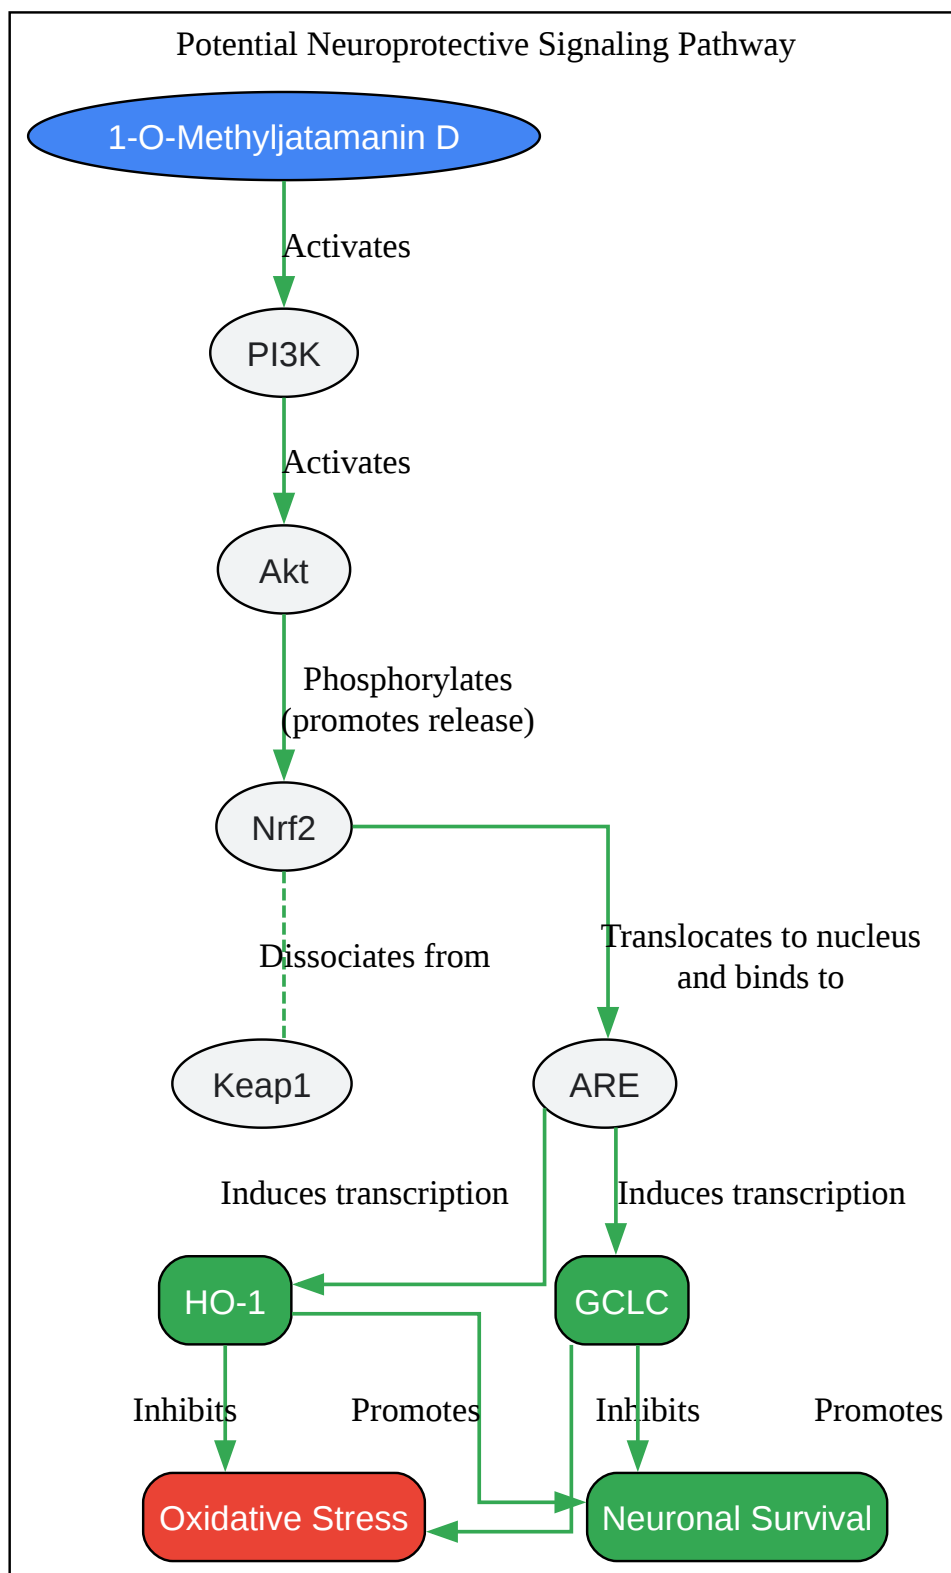 Potential Neuroprotective Signaling Pathway
1-O-Methyljatamanin D
Activates
PI3K
Activates
Akt
Phosphorylates
(promotes release)
Nrf2
Dissociates from
Translocates to nucleus
and binds to
Keap1
ARE
Induces transcription
Induces transcription
HO-1
GCLC
Inhibits
Promotes
Inhibits
Promotes
Oxidative Stress
Neuronal Survival